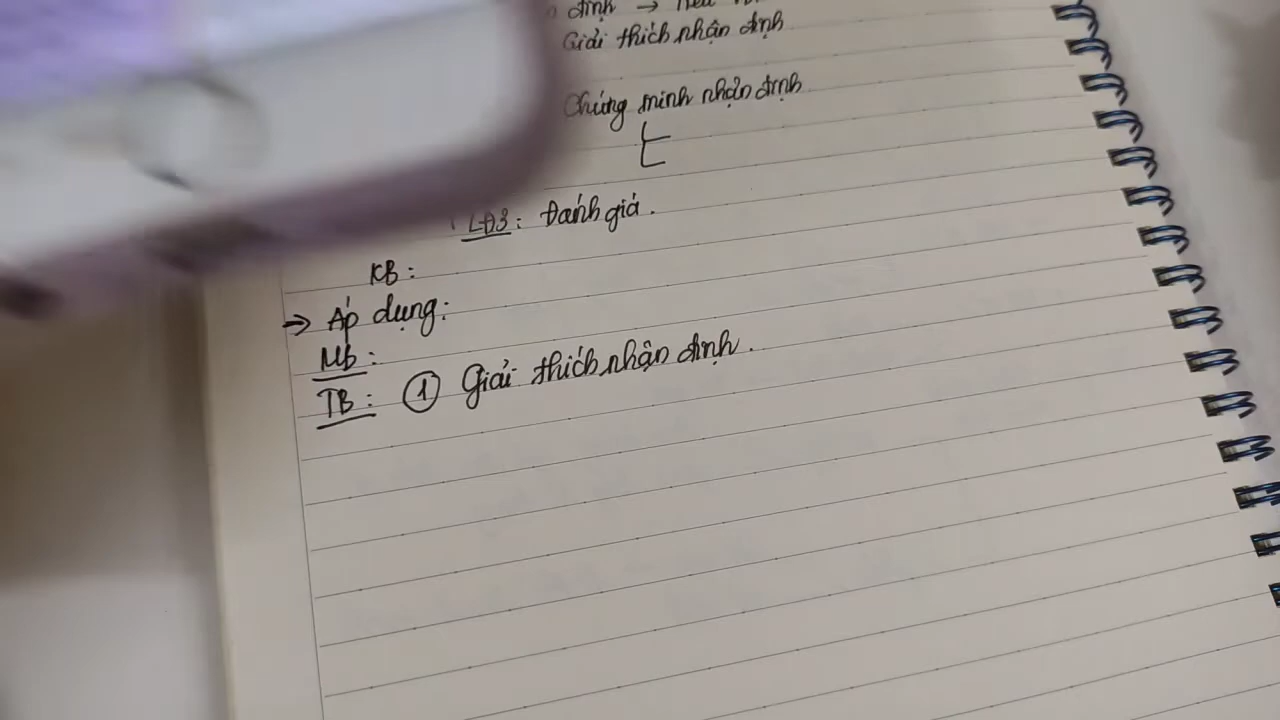 định →
Giải thích nhận định
Chứng minh nhận định
LĐ3: Đánh giá.
KB:
→ Áp dụng:
Mb:
TB: ① Giải thích nhận định.